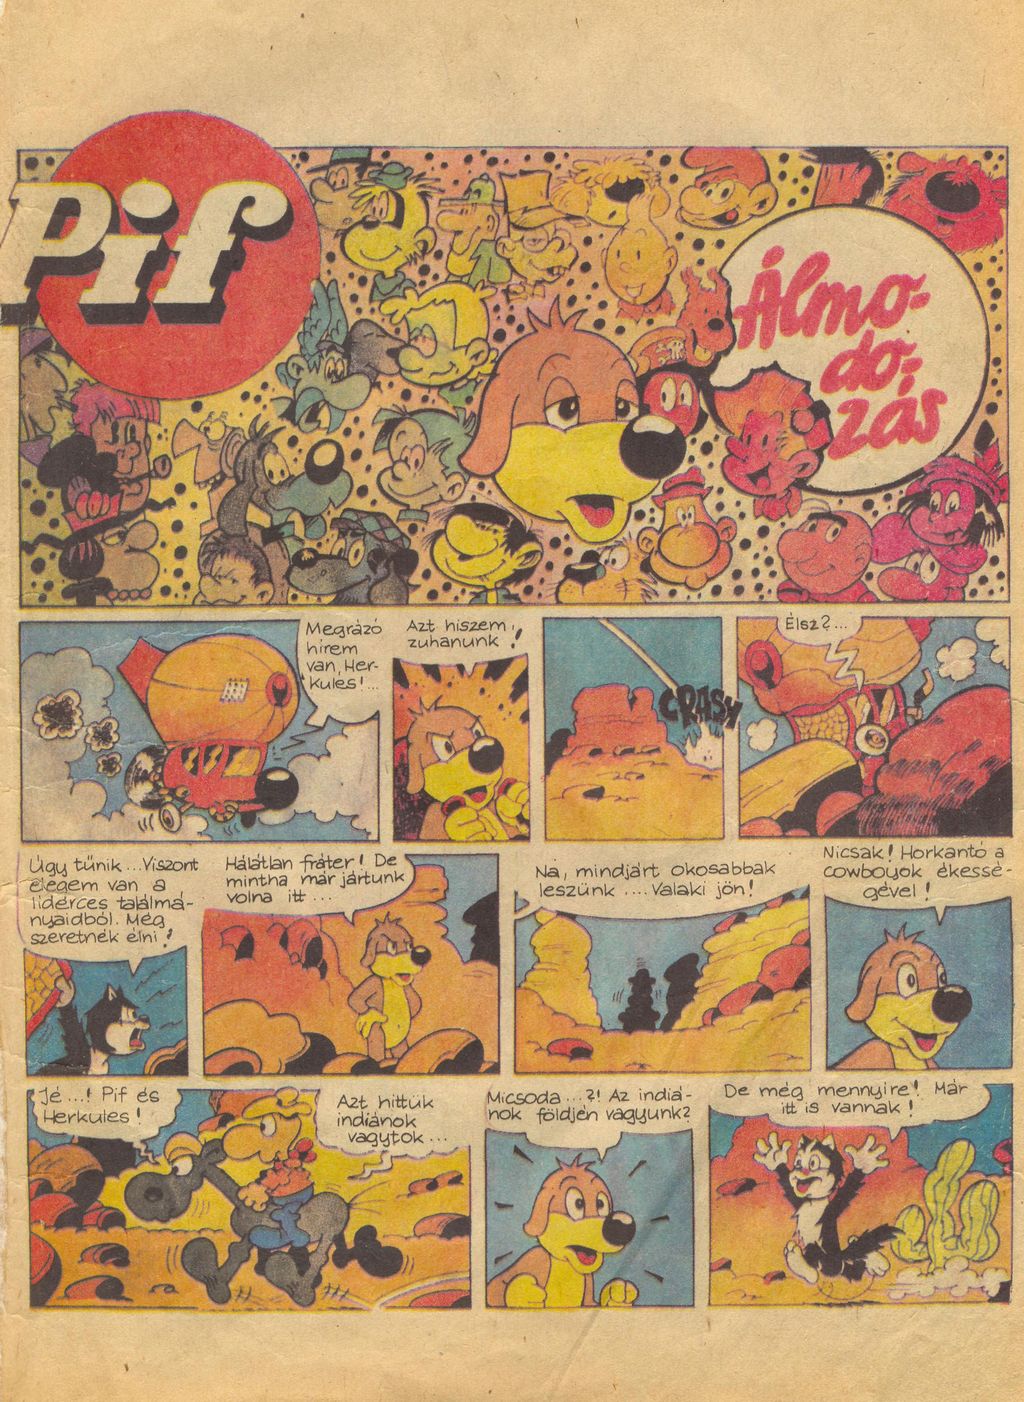 Pif
Álmo-
do-
zás
Megrázó
hírem
van, Her-
kules!...
Azt hiszem,
zuhanunk!
CRASH
Élsz?...
Úgy tűnik...Viszont
elegem van a
lidérces találmá-
nyaidból. Még
szeretnék élni!
Hálátlan fráter! De
mintha már jártunk
volna itt ...
Na, mindjárt okosabbak
leszünk .... Valaki jön!
Nicsak! Horkantó a
cowboyok ékessé-
gével!
Jé ...! Pif és
Herkules!
Azt hittük
indiánok
vagytok ...
Micsoda ...?! Az indiá-
nok földjén vagyunk?
De még mennyire! Már
itt is vannak!